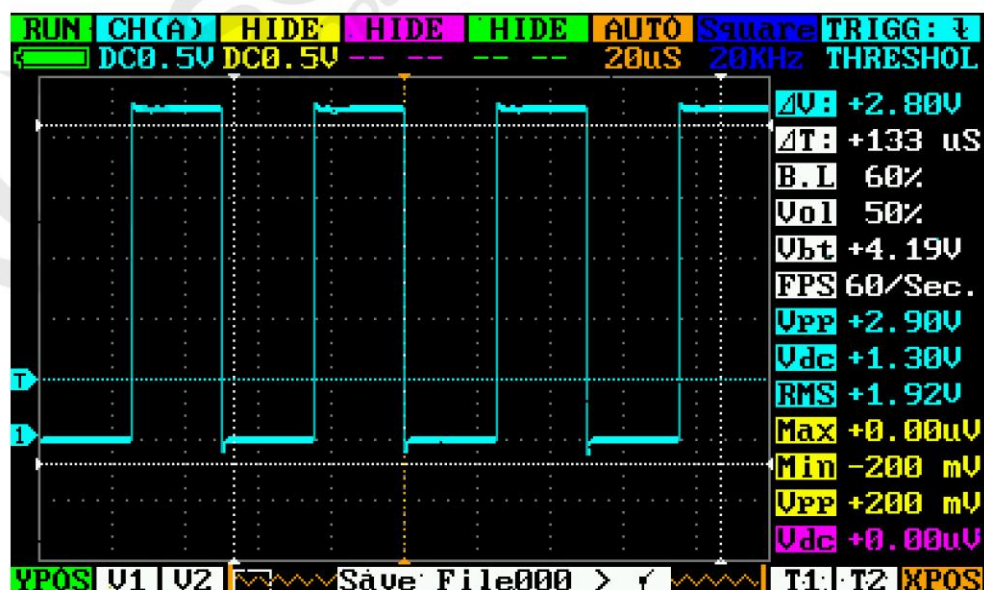 RUN CH(A) HIDE HIDE HIDE AUTO Square TRIGG:
DC0.5V DC0.5V -- -- -- -- 20uS 20KHz THRESHOL
⊿V: +2.80V
⊿T: +133 uS
B.L 60%
Vol 50%
Vbt +4.19V
FPS 60/Sec.
Vpp +2.90V
Vdc +1.30V
T
RMS +1.92V
1
Max +0.00uV
Min -200 mV
Vpp +200 mV
Vdc +0.00uV
YPOS V1 V2 Save File000 > ✓ T1 T2 XPOS